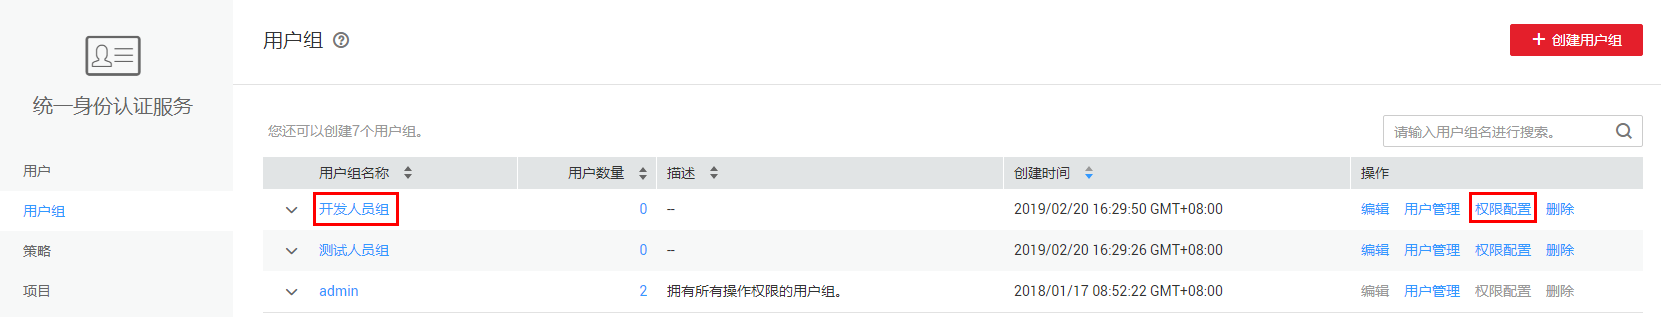 统一身份认证服务
用户
用户组
策略
项目
用户组 ?
+ 创建用户组
您还可以创建7个用户组。
请输入用户组名进行搜索。
用户组名称 用户数量 描述 创建时间 操作
开发人员组 0 -- 2019/02/20 16:29:50 GMT+08:00 编辑 用户管理 权限配置 删除
测试人员组 0 -- 2019/02/20 16:29:26 GMT+08:00 编辑 用户管理 权限配置 删除
admin 2 拥有所有操作权限的用户组。 2018/01/17 08:52:22 GMT+08:00 编辑 用户管理 权限配置 删除